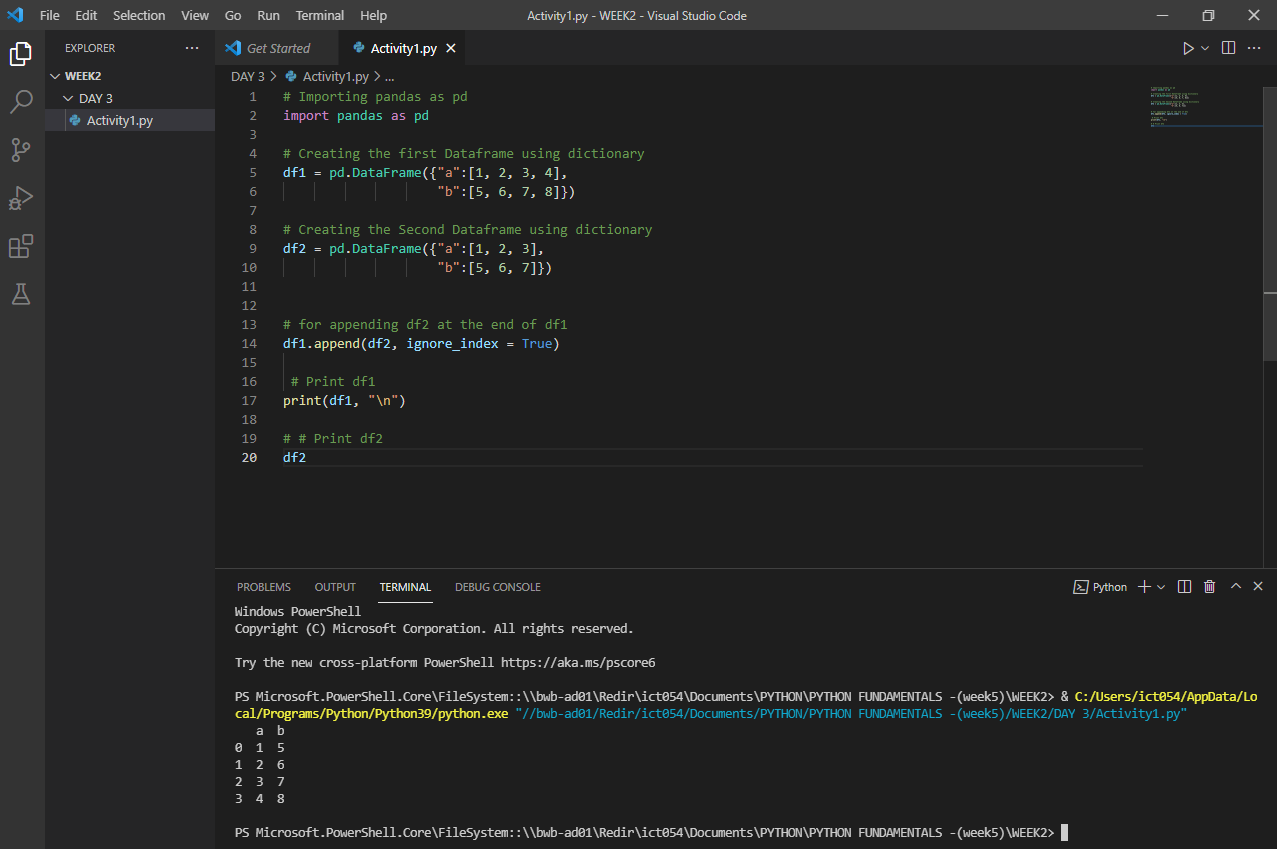 File Edit Selection View Go Run Terminal Help Activity1.py - WEEK2 - Visual Studio Code
EXPLORER
WEEK2
DAY 3
Activity1.py
Get Started Activity1.py
DAY 3 > Activity1.py > ...
1 # Importing pandas as pd
2 import pandas as pd
3
4 # Creating the first Dataframe using dictionary
5 df1 = pd.DataFrame({"a":[1, 2, 3, 4],
6 "b":[5, 6, 7, 8]})
7
8 # Creating the Second Dataframe using dictionary
9 df2 = pd.DataFrame({"a":[1, 2, 3],
10 "b":[5, 6, 7]})
11
12
13 # for appending df2 at the end of df1
14 df1.append(df2, ignore_index = True)
15
16 # Print df1
17 print(df1, "\n")
18
19 # # Print df2
20 df2
PROBLEMS OUTPUT TERMINAL DEBUG CONSOLE Python
Windows PowerShell
Copyright (C) Microsoft Corporation. All rights reserved.
Try the new cross-platform PowerShell https://aka.ms/pscore6
PS Microsoft.PowerShell.Core\FileSystem::\\bwb-ad01\Redir\ict054\Documents\PYTHON\PYTHON FUNDAMENTALS -(week5)\WEEK2> & C:/Users/ict054/AppData/Lo
cal/Programs/Python/Python39/python.exe "//bwb-ad01/Redir/ict054/Documents/PYTHON/PYTHON FUNDAMENTALS -(week5)/WEEK2/DAY 3/Activity1.py"
a b
0 1 5
1 2 6
2 3 7
3 4 8
PS Microsoft.PowerShell.Core\FileSystem::\\bwb-ad01\Redir\ict054\Documents\PYTHON\PYTHON FUNDAMENTALS -(week5)\WEEK2>